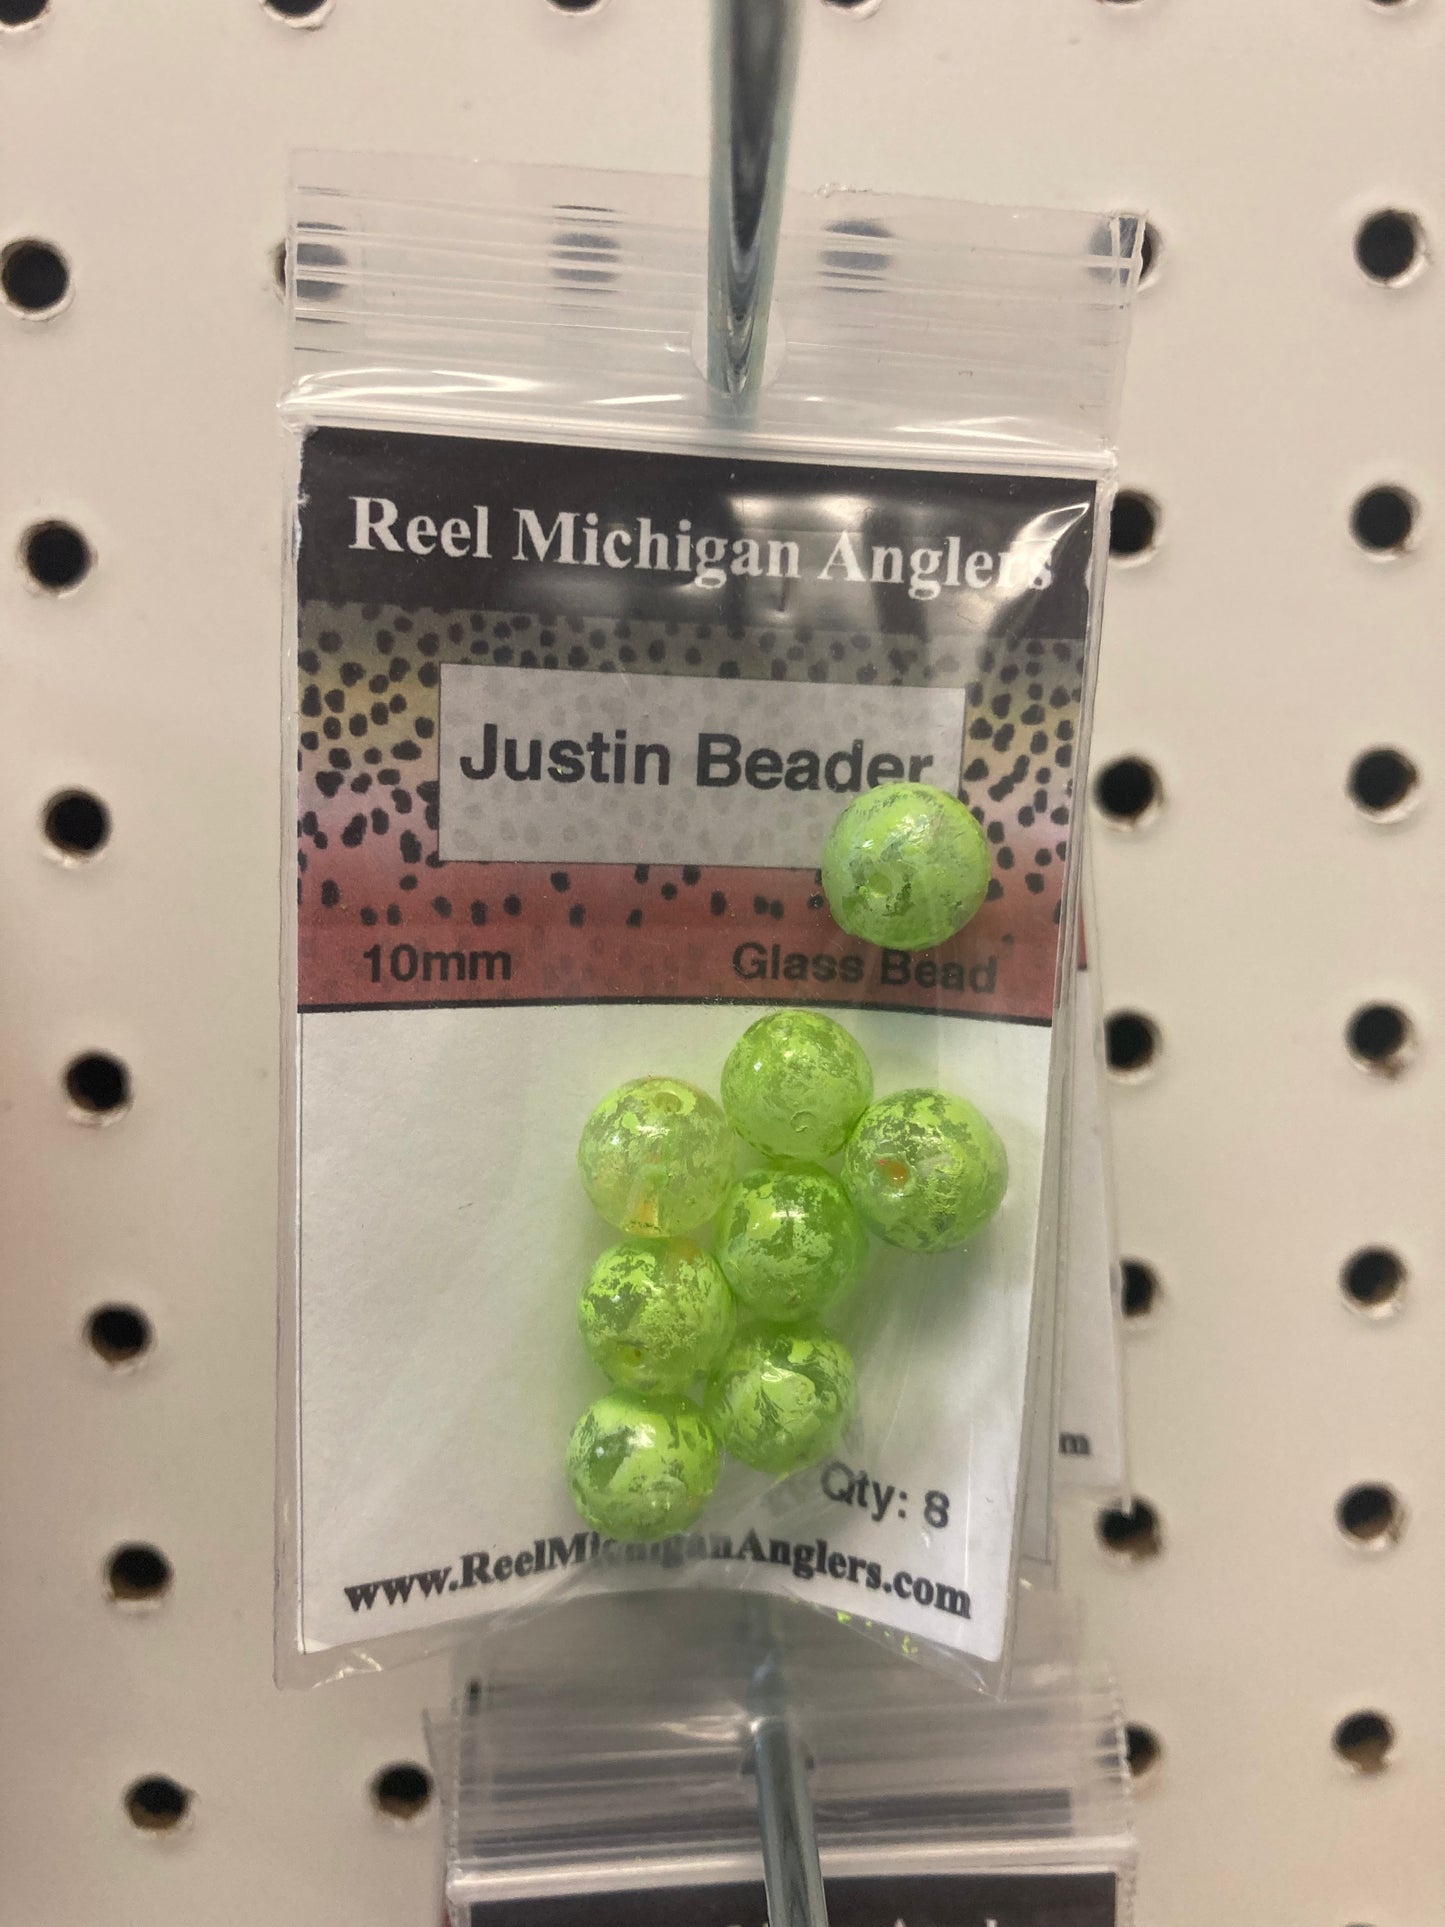 Reel Michigan Anglers
Justin Beader
10mm Glass Bead
Qty: 8
www.ReelMichiganAnglers.com
m